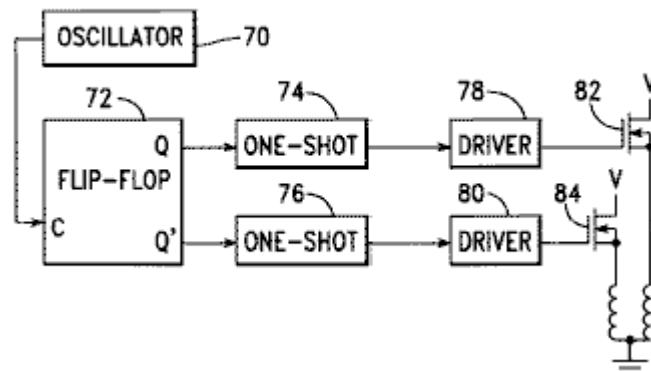 OSCILLATOR 70
72 74 78 82
V
Q ONE-SHOT DRIVER
FLIP-FLOP
76 80 84 V
C Q' ONE-SHOT DRIVER